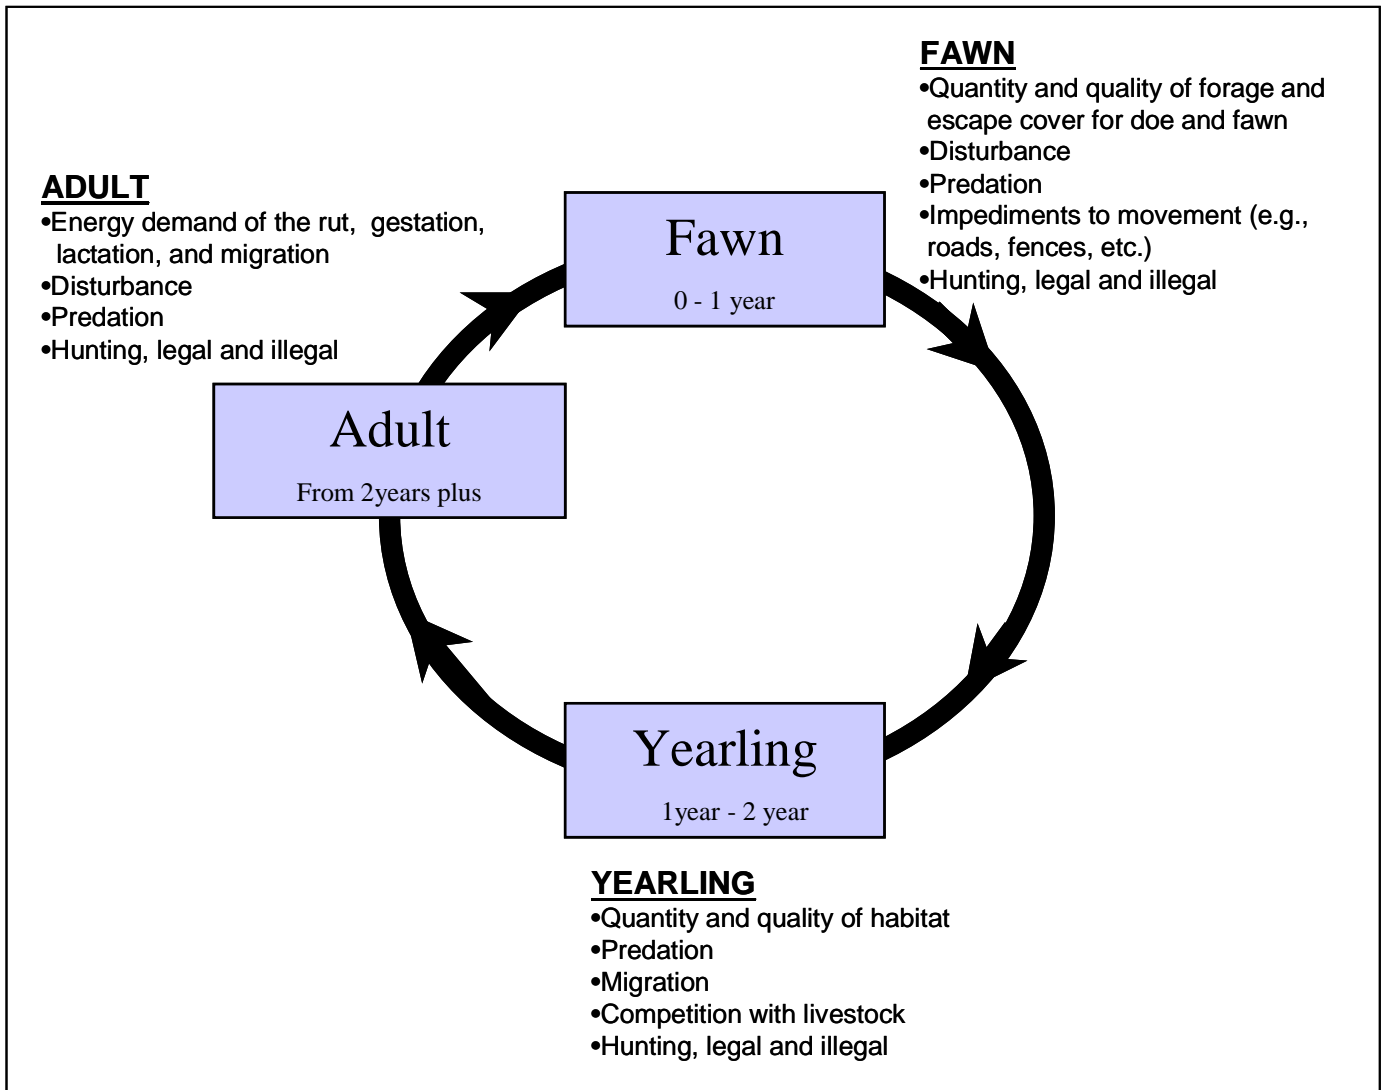 FAWN
•Quantity and quality of forage and
escape cover for doe and fawn
•Disturbance
•Predation
•Impediments to movement (e.g.,
roads, fences, etc.)
•Hunting, legal and illegal
ADULT
•Energy demand of the rut, gestation,
lactation, and migration
•Disturbance
•Predation
•Hunting, legal and illegal
Fawn
0 - 1 year
Adult
From 2years plus
Yearling
1year - 2 year
YEARLING
•Quantity and quality of habitat
•Predation
•Migration
•Competition with livestock
•Hunting, legal and illegal